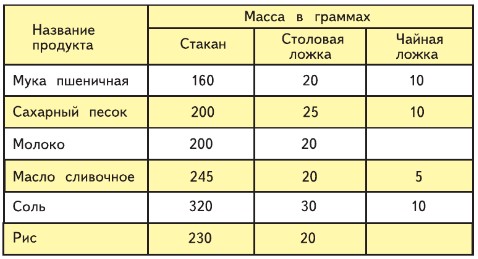 Название продукта
Масса в граммах
Стакан
Столовая ложка
Чайная ложка
Мука пшеничная 160 20 10
Сахарный песок 200 25 10
Молоко 200 20
Масло сливочное 245 20 5
Соль 320 30 10
Рис 230 20